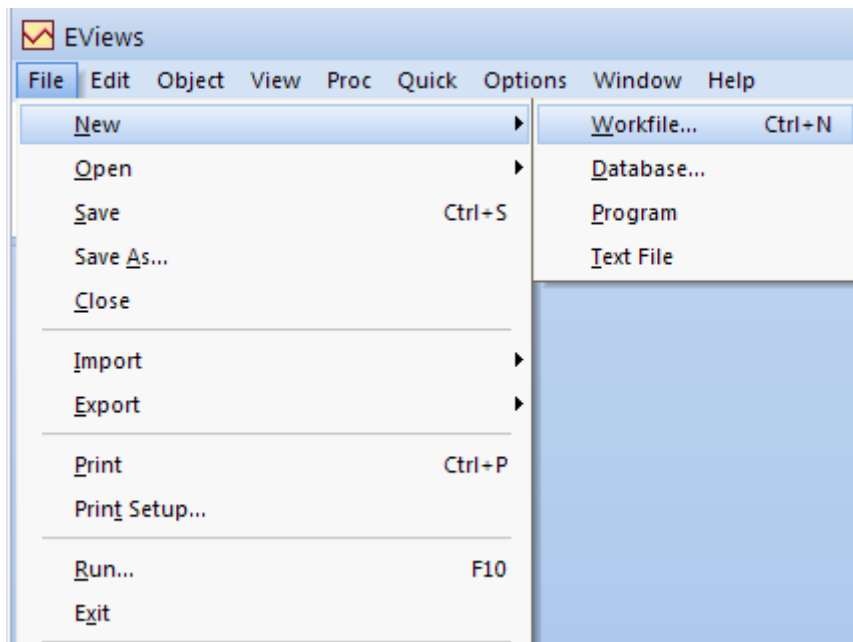 EViews
File Edit Object View Proc Quick Options Window Help
New
Workfile... Ctrl+N
Open
Database...
Save Ctrl+S
Program
Save As...
Text File
Close
Import
Export
Print Ctrl+P
Print Setup...
Run... F10
Exit